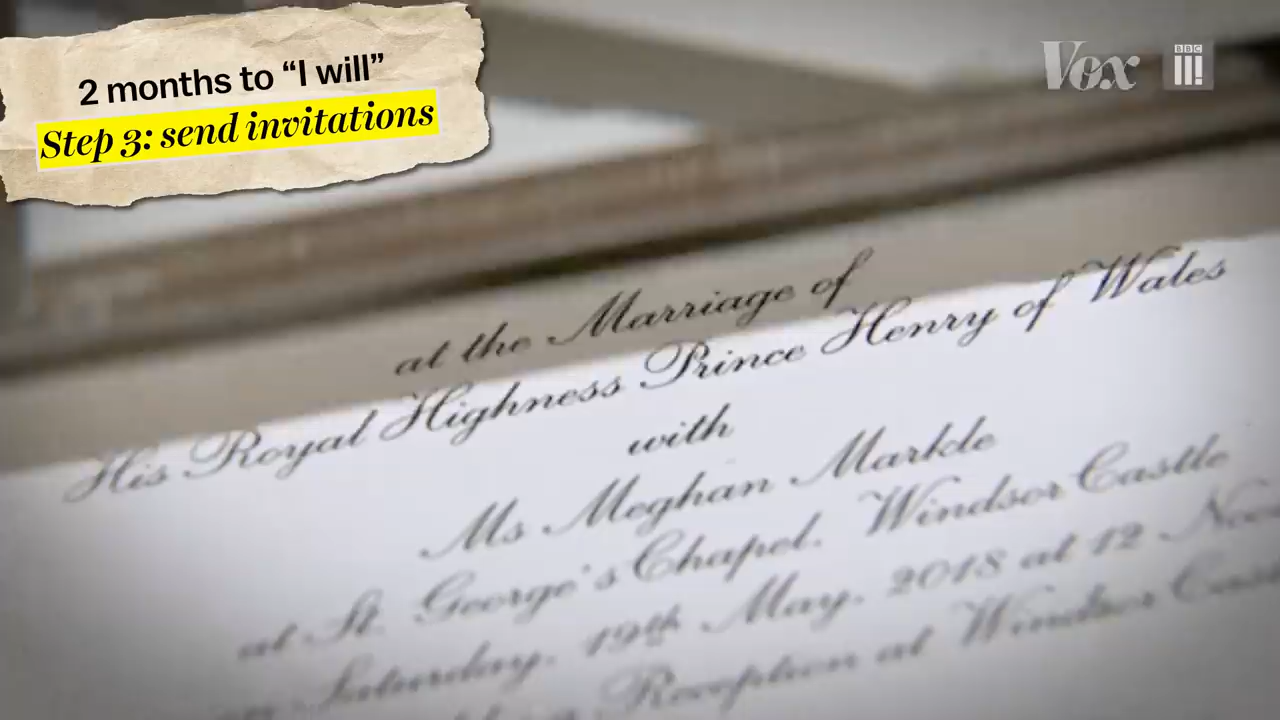 2 months to “I will”
Step 3: send invitations
Vox
BBC
III!
at the Marriage of
His Royal Highness Prince Henry of Wales
with
Ms Meghan Markle
at St. George's Chapel, Windsor Castle
on Saturday, 19th May, 2018 at 12 Noon
Reception at Windsor